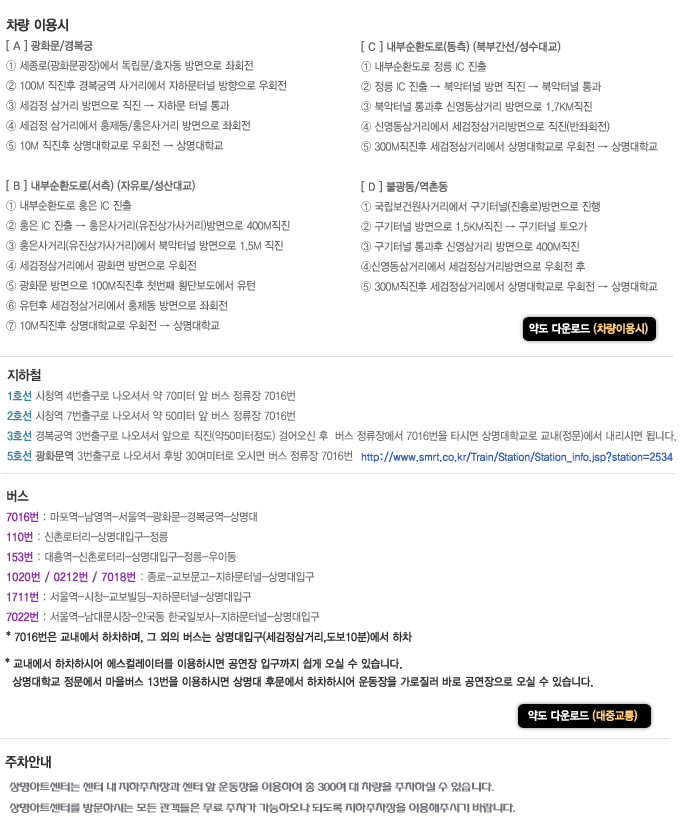 차량 이용시
[ A ] 광화문/경복궁
① 세종로(광화문광장)에서 독립문/효자동 방면으로 좌회전
② 100M 직진후 경복궁역 사거리에서 자하문터널 방향으로 우회전
③ 세검정 삼거리 방면으로 직진 → 자하문 터널 통과
④ 세검정 삼거리에서 홍제동/홍은사거리 방면으로 좌회전
⑤ 10M 직진후 상명대학교로 우회전 → 상명대학교
[ B ] 내부순환도로(서측) (자유로/성산대교)
① 내부순환도로 홍은 IC 진출
② 홍은 IC 진출 → 홍은사거리(유진상가사거리)방면으로 400M직진
③ 홍은사거리(유진상가사거리)에서 북악터널 방면으로 1.5M 직진
④ 세검정삼거리에서 광화면 방면으로 우회전
⑤ 광화문 방면으로 100M직진후 첫번째 횡단보도에서 유턴
⑥ 유턴후 세검정삼거리에서 홍제동 방면으로 좌회전
⑦ 10M직진후 상명대학교로 우회전 → 상명대학교
[ C ] 내부순환도로(동측) (북부간선/성수대교)
① 내부순환도로 정릉 IC 진출
② 정릉 IC 진출 → 북악터널 방면 직진 → 북악터널 통과
③ 북악터널 통과후 신영동삼거리 방면으로 1.7KM직진
④ 신영동삼거리에서 세검정삼거리방면으로 직진(반좌회전)
⑤ 300M직진후 세검정삼거리에서 상명대학교로 우회전 → 상명대학교
[ D ] 불광동/역촌동
① 국립보건원사거리에서 구기터널(진흥로)방면으로 진행
② 구기터널 방면으로 1.5KM직진 → 구기터널 토오가
③ 구기터널 통과후 신영삼거리 방면으로 400M직진
④신영동삼거리에서 세검정삼거리방면으로 우회전 후
⑤ 300M직진후 세검정삼거리에서 상명대학교로 우회전 → 상명대학교
약도 다운로드 (차량이용시)
지하철
1호선 시청역 4번출구로 나오셔서 약 70미터 앞 버스 정류장 7016번
2호선 시청역 7번출구로 나오셔서 약 50미터 앞 버스 정류장 7016번
3호선 경복궁역 3번출구로 나오셔서 앞으로 직진(약50미터정도) 걸어오신 후 버스 정류장에서 7016번을 타시면 상명대학교로 교내(정문)에서 내리시면 됩니다.
5호선 광화문역 3번출구로 나오셔서 후방 30여미터로 오시면 버스 정류장 7016번 http://www.smrt.co.kr/Train/Station/Station_info.jsp?station=2534
버스
7016번 : 마포역-남영역-서울역-광화문-경복궁역-상명대
110번 : 신촌로터리-상명대입구-정릉
153번 : 대흥역-신촌로터리-상명대입구-정릉-우이동
1020번 / 0212번 / 7018번 : 종로-교보문고-지하문터널-상명대입구
1711번 : 서울역-시청-교보빌딩-자하문터널-상명대입구
7022번 : 서울역-남대문시장-안국동 한국일보사-지하문터널-상명대입구
* 7016번은 교내에서 하차하며, 그 외의 버스는 상명대입구(세검정삼거리,도보10분)에서 하차
* 교내에서 하차하시어 에스컬레이터를 이용하시면 공연장 입구까지 쉽게 오실 수 있습니다.
상명대학교 정문에서 마을버스 13번을 이용하시면 상명대 후문에서 하차하시어 운동장을 가로질러 바로 공연장으로 오실 수 있습니다.
약도 다운로드 (대중교통)
주차안내
상명아트센터는 센터 내 지하주차장과 센터 앞 운동장을 이용하여 총 300여 대 차량을 주차하실 수 있습니다.
상명아트센터를 방문하시는 모든 관객들은 무료 주차가 가능하오나 되도록 지하주차장을 이용해주시기 바랍니다.